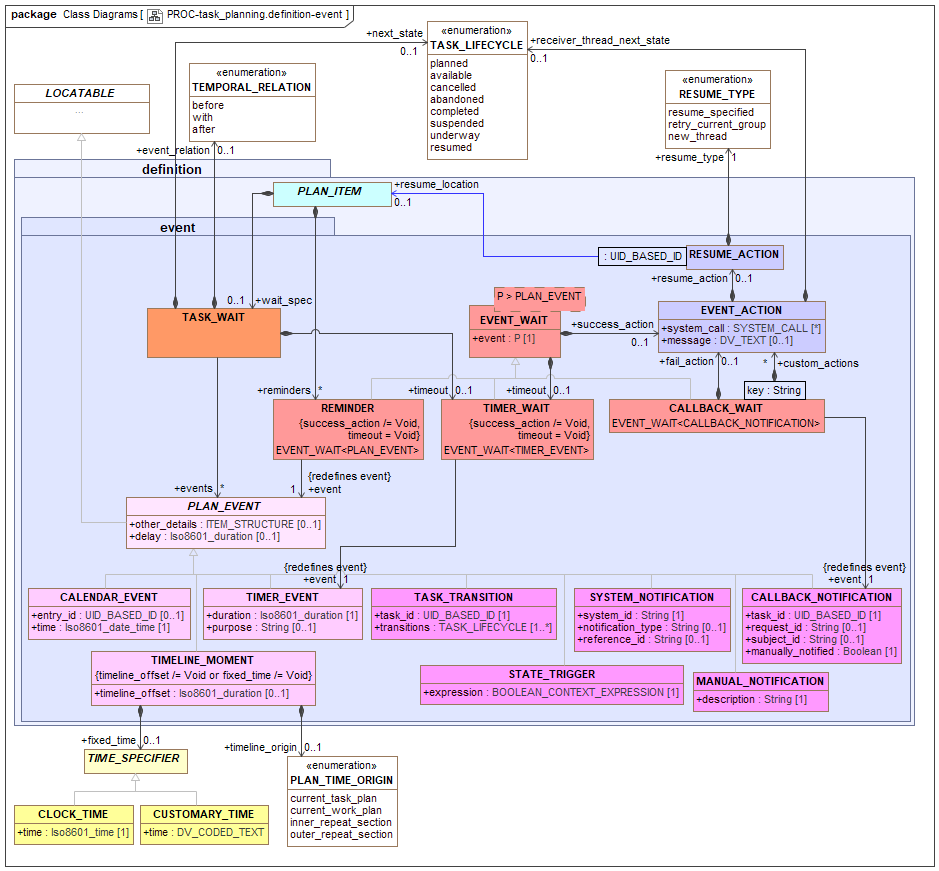 package Class Diagrams [ PROC-task_planning.definition-event ]
+next_state
0..1
«enumeration»
TASK_LIFECYCLE
planned
available
cancelled
abandoned
completed
suspended
underway
resumed
+receiver_thread_next_state
0..1
«enumeration»
TEMPORAL_RELATION
before
with
after
«enumeration»
RESUME_TYPE
resume_specified
retry_current_group
new_thread
LOCATABLE
...
+event_relation 0..1
+resume_type 1
definition
PLAN_ITEM
+resume_location
0..1
event
: UID_BASED_ID
RESUME_ACTION
+resume_action 0..1
0..1 +wait_spec
TASK_WAIT
P > PLAN_EVENT
EVENT_WAIT
+event : P [1]
+success_action
0..1
EVENT_ACTION
+system_call : SYSTEM_CALL [*]
+message : DV_TEXT [0..1]
+fail_action 0..1
* +custom_actions
key : String
+reminders *
+timeout 0..1
+timeout 0..1
REMINDER
{success_action /= Void,
timeout = Void}
EVENT_WAIT<PLAN_EVENT>
TIMER_WAIT
{success_action /= Void,
timeout = Void}
EVENT_WAIT<TIMER_EVENT>
CALLBACK_WAIT
EVENT_WAIT<CALLBACK_NOTIFICATION>
+events *
{redefines event}
1 +event
PLAN_EVENT
+other_details : ITEM_STRUCTURE [0..1]
+delay : Iso8601_duration [0..1]
{redefines event}
+event 1
{redefines event}
+event 1
CALENDAR_EVENT
+entry_id : UID_BASED_ID [0..1]
+time : Iso8601_date_time [1]
TIMER_EVENT
+duration : Iso8601_duration [1]
+purpose : String [0..1]
TASK_TRANSITION
+task_id : UID_BASED_ID [1]
+transitions : TASK_LIFECYCLE [1..*]
SYSTEM_NOTIFICATION
+system_id : String [1]
+notification_type : String [0..1]
+reference_id : String [0..1]
CALLBACK_NOTIFICATION
+task_id : UID_BASED_ID [1]
+request_id : String [0..1]
+subject_id : String [0..1]
+manually_notified : Boolean [1]
TIMELINE_MOMENT
{timeline_offset /= Void or fixed_time /= Void}
+timeline_offset : Iso8601_duration [0..1]
STATE_TRIGGER
+expression : BOOLEAN_CONTEXT_EXPRESSION [1]
MANUAL_NOTIFICATION
+description : String [1]
+fixed_time 0..1
+timeline_origin 0..1
TIME_SPECIFIER
«enumeration»
PLAN_TIME_ORIGIN
current_task_plan
current_work_plan
inner_repeat_section
outer_repeat_section
CLOCK_TIME
+time : Iso8601_time [1]
CUSTOMARY_TIME
+time : DV_CODED_TEXT